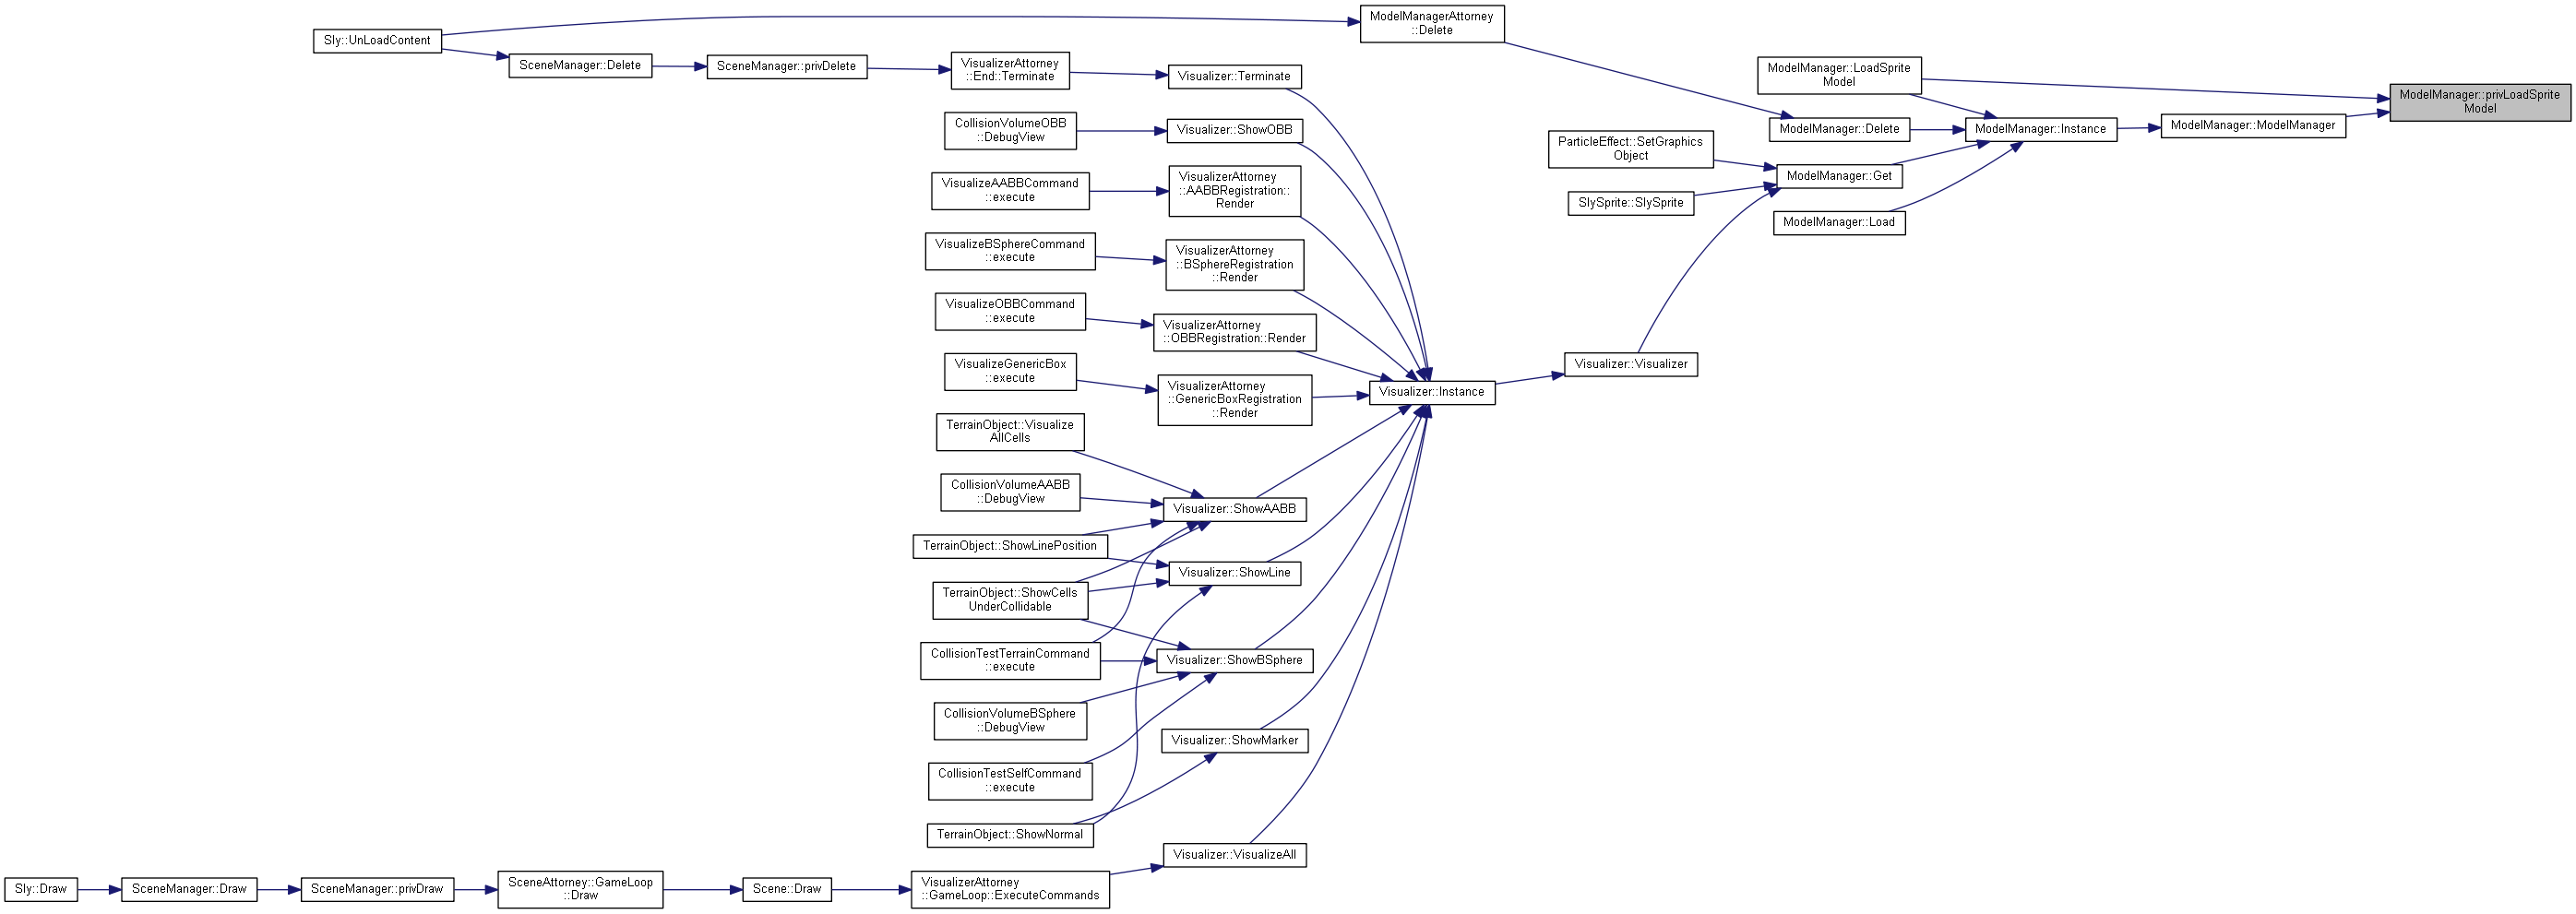 Sly::UnLoadContent
SceneManager::Delete
SceneManager::privDelete
VisualizerAttorney
::End::Terminate
Visualizer::Terminate
ModelManagerAttorney
::Delete
ModelManager::LoadSprite
Model
ModelManager::privLoadSprite
Model
ModelManager::Delete
ModelManager::Instance
ModelManager::ModelManager
ParticleEffect::SetGraphics
Object
ModelManager::Get
SlySprite::SlySprite
ModelManager::Load
CollisionVolumeOBB
::DebugView
Visualizer::ShowOBB
VisualizeAABBCommand
::execute
VisualizerAttorney
::AABBRegistration::
Render
VisualizeBSphereCommand
::execute
VisualizerAttorney
::BSphereRegistration
::Render
VisualizeOBBCommand
::execute
VisualizerAttorney
::OBBRegistration::Render
VisualizeGenericBox
::execute
VisualizerAttorney
::GenericBoxRegistration
::Render
Visualizer::Instance
Visualizer::Visualizer
TerrainObject::Visualize
AllCells
CollisionVolumeAABB
::DebugView
Visualizer::ShowAABB
TerrainObject::ShowLinePosition
Visualizer::ShowLine
TerrainObject::ShowCells
UnderCollidable
CollisionTestTerrainCommand
::execute
Visualizer::ShowBSphere
CollisionVolumeBSphere
::DebugView
Visualizer::ShowMarker
CollisionTestSelfCommand
::execute
TerrainObject::ShowNormal
Visualizer::VisualizeAll
Sly::Draw
SceneManager::Draw
SceneManager::privDraw
SceneAttorney::GameLoop
::Draw
Scene::Draw
VisualizerAttorney
::GameLoop::ExecuteCommands